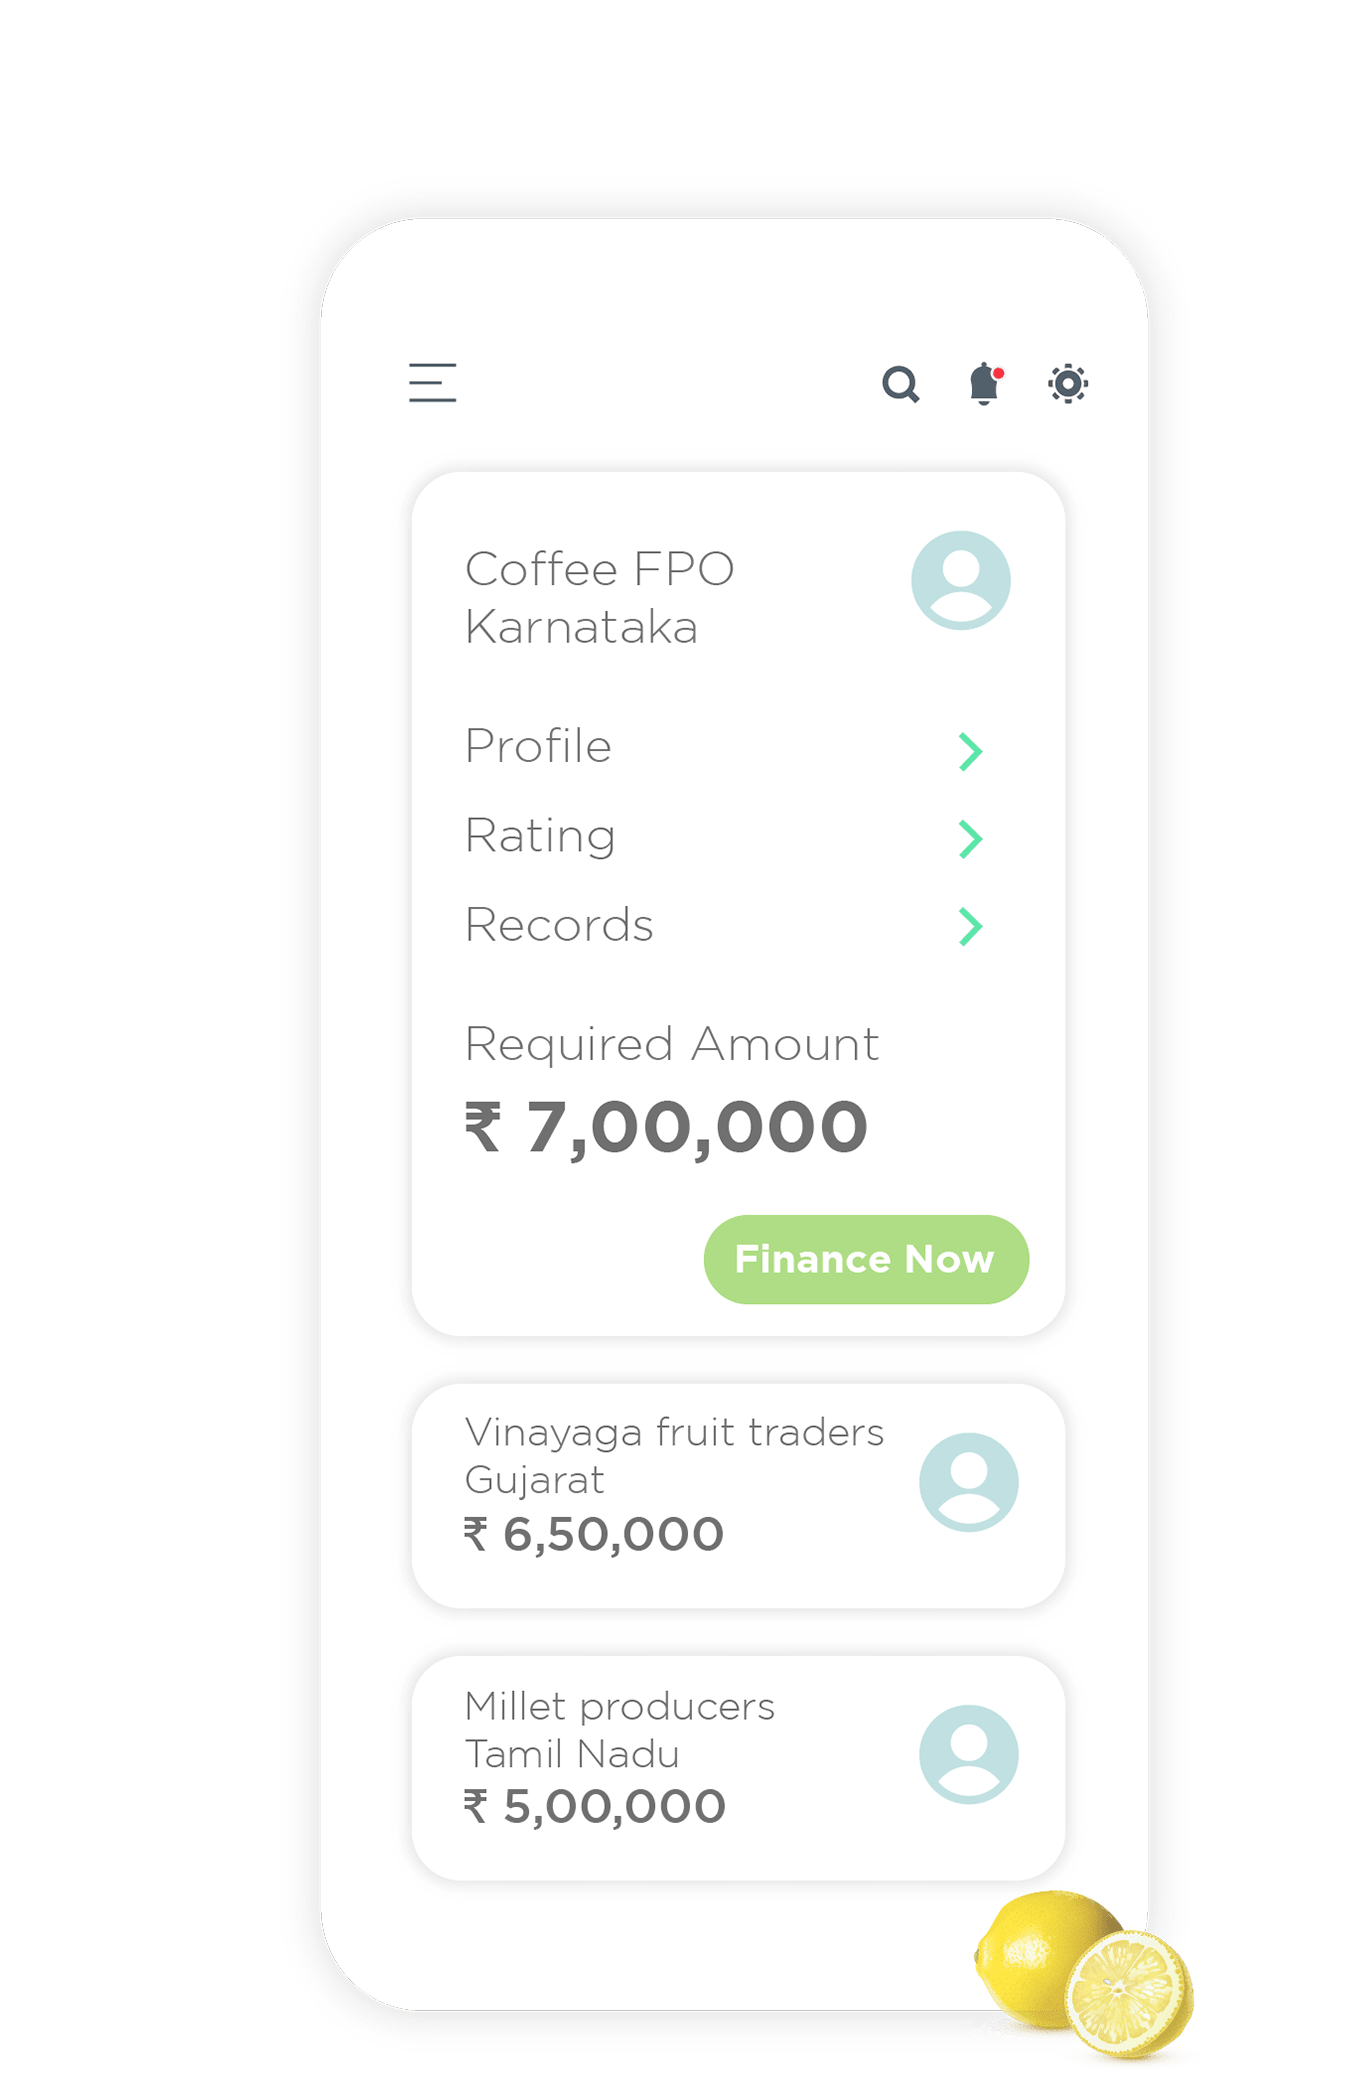 Coffee FPO
Karnataka
Profile
Rating
Records
Required Amount
₹ 7,00,000
Finance Now
Vinayaga fruit traders
Gujarat
₹ 6,50,000
Millet producers
Tamil Nadu
₹ 5,00,000